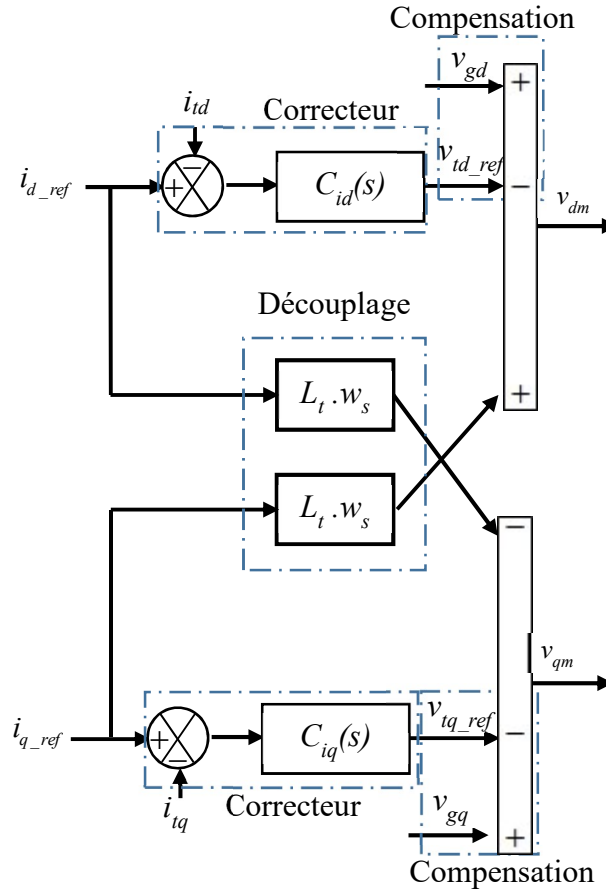 Compensation
v_gd
+
i_td
Correcteur
i_d_ref
+
−
C_id(s)
v_td_ref
−
v_dm
Découplage
L_t .w_s
+
L_t .w_s
−
v_qm
i_q_ref
+
−
C_iq(s)
v_tq_ref
−
i_tq
Correcteur
v_gq
+
Compensation